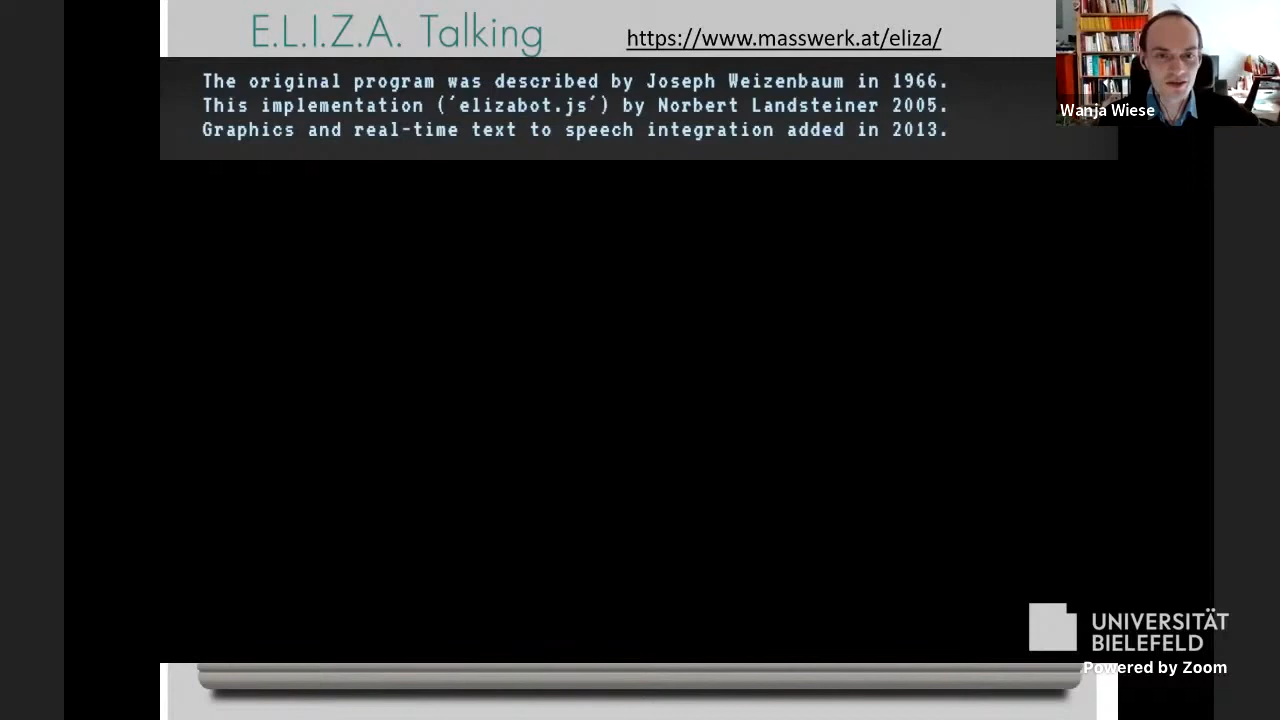 E.L.I.Z.A. Talking
https://www.masswerk.at/eliza/
The original program was described by Joseph Weizenbaum in 1966.
This implementation (´elizabot.js´) by Norbert Landsteiner 2005.
Graphics and real-time text to speech integration added in 2013.
Wanja Wiese
UNIVERSITÄT
BIELEFELD
Powered by Zoom